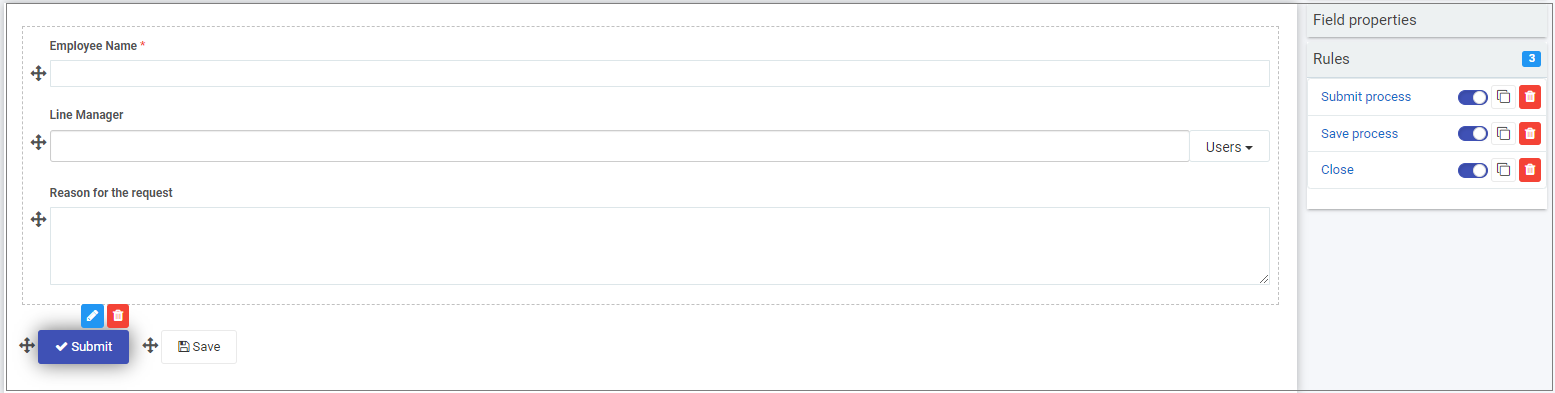 Employee Name *
Line Manager
Users
Reason for the request
Submit
Save
Field properties
Rules 3
Submit process
Save process
Close